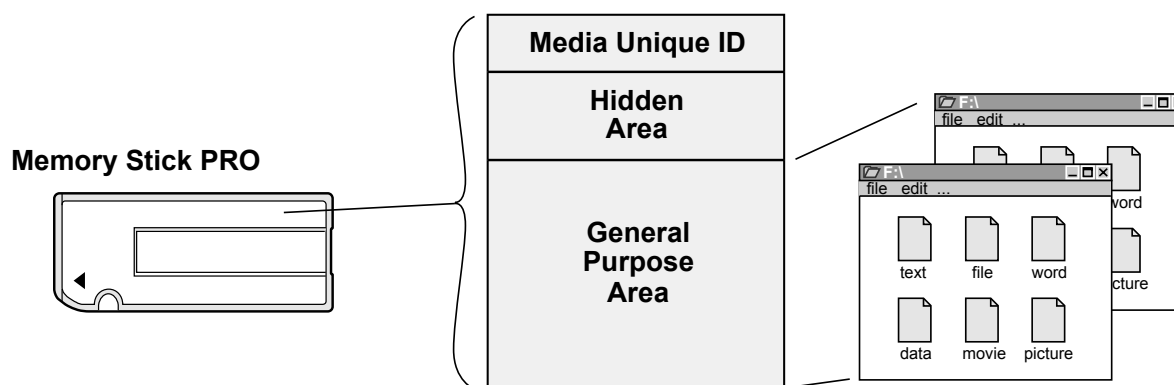 Memory Stick PRO
Media Unique ID
Hidden
Area
General
Purpose
Area
F:\
file edit ...
word
picture
F:\
file edit ...
text file word
data movie picture